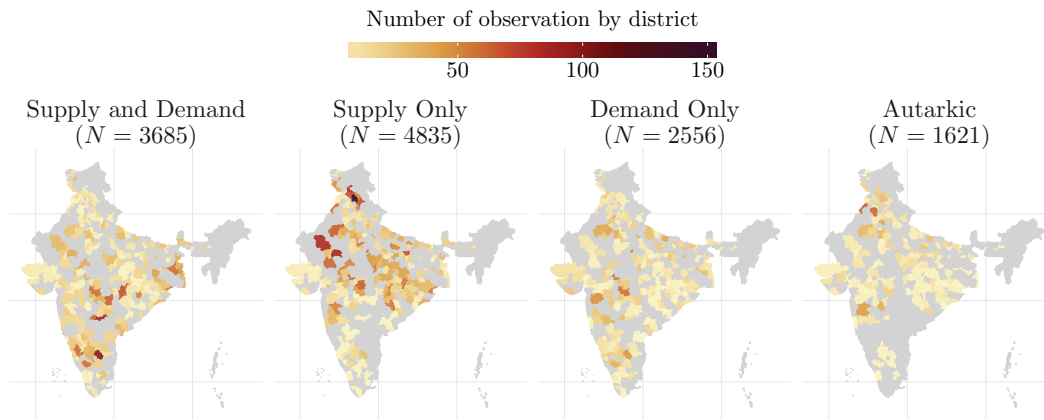 Number of observation by district
50 100 150
Supply and Demand
(N = 3685)
Supply Only
(N = 4835)
Demand Only
(N = 2556)
Autarkic
(N = 1621)